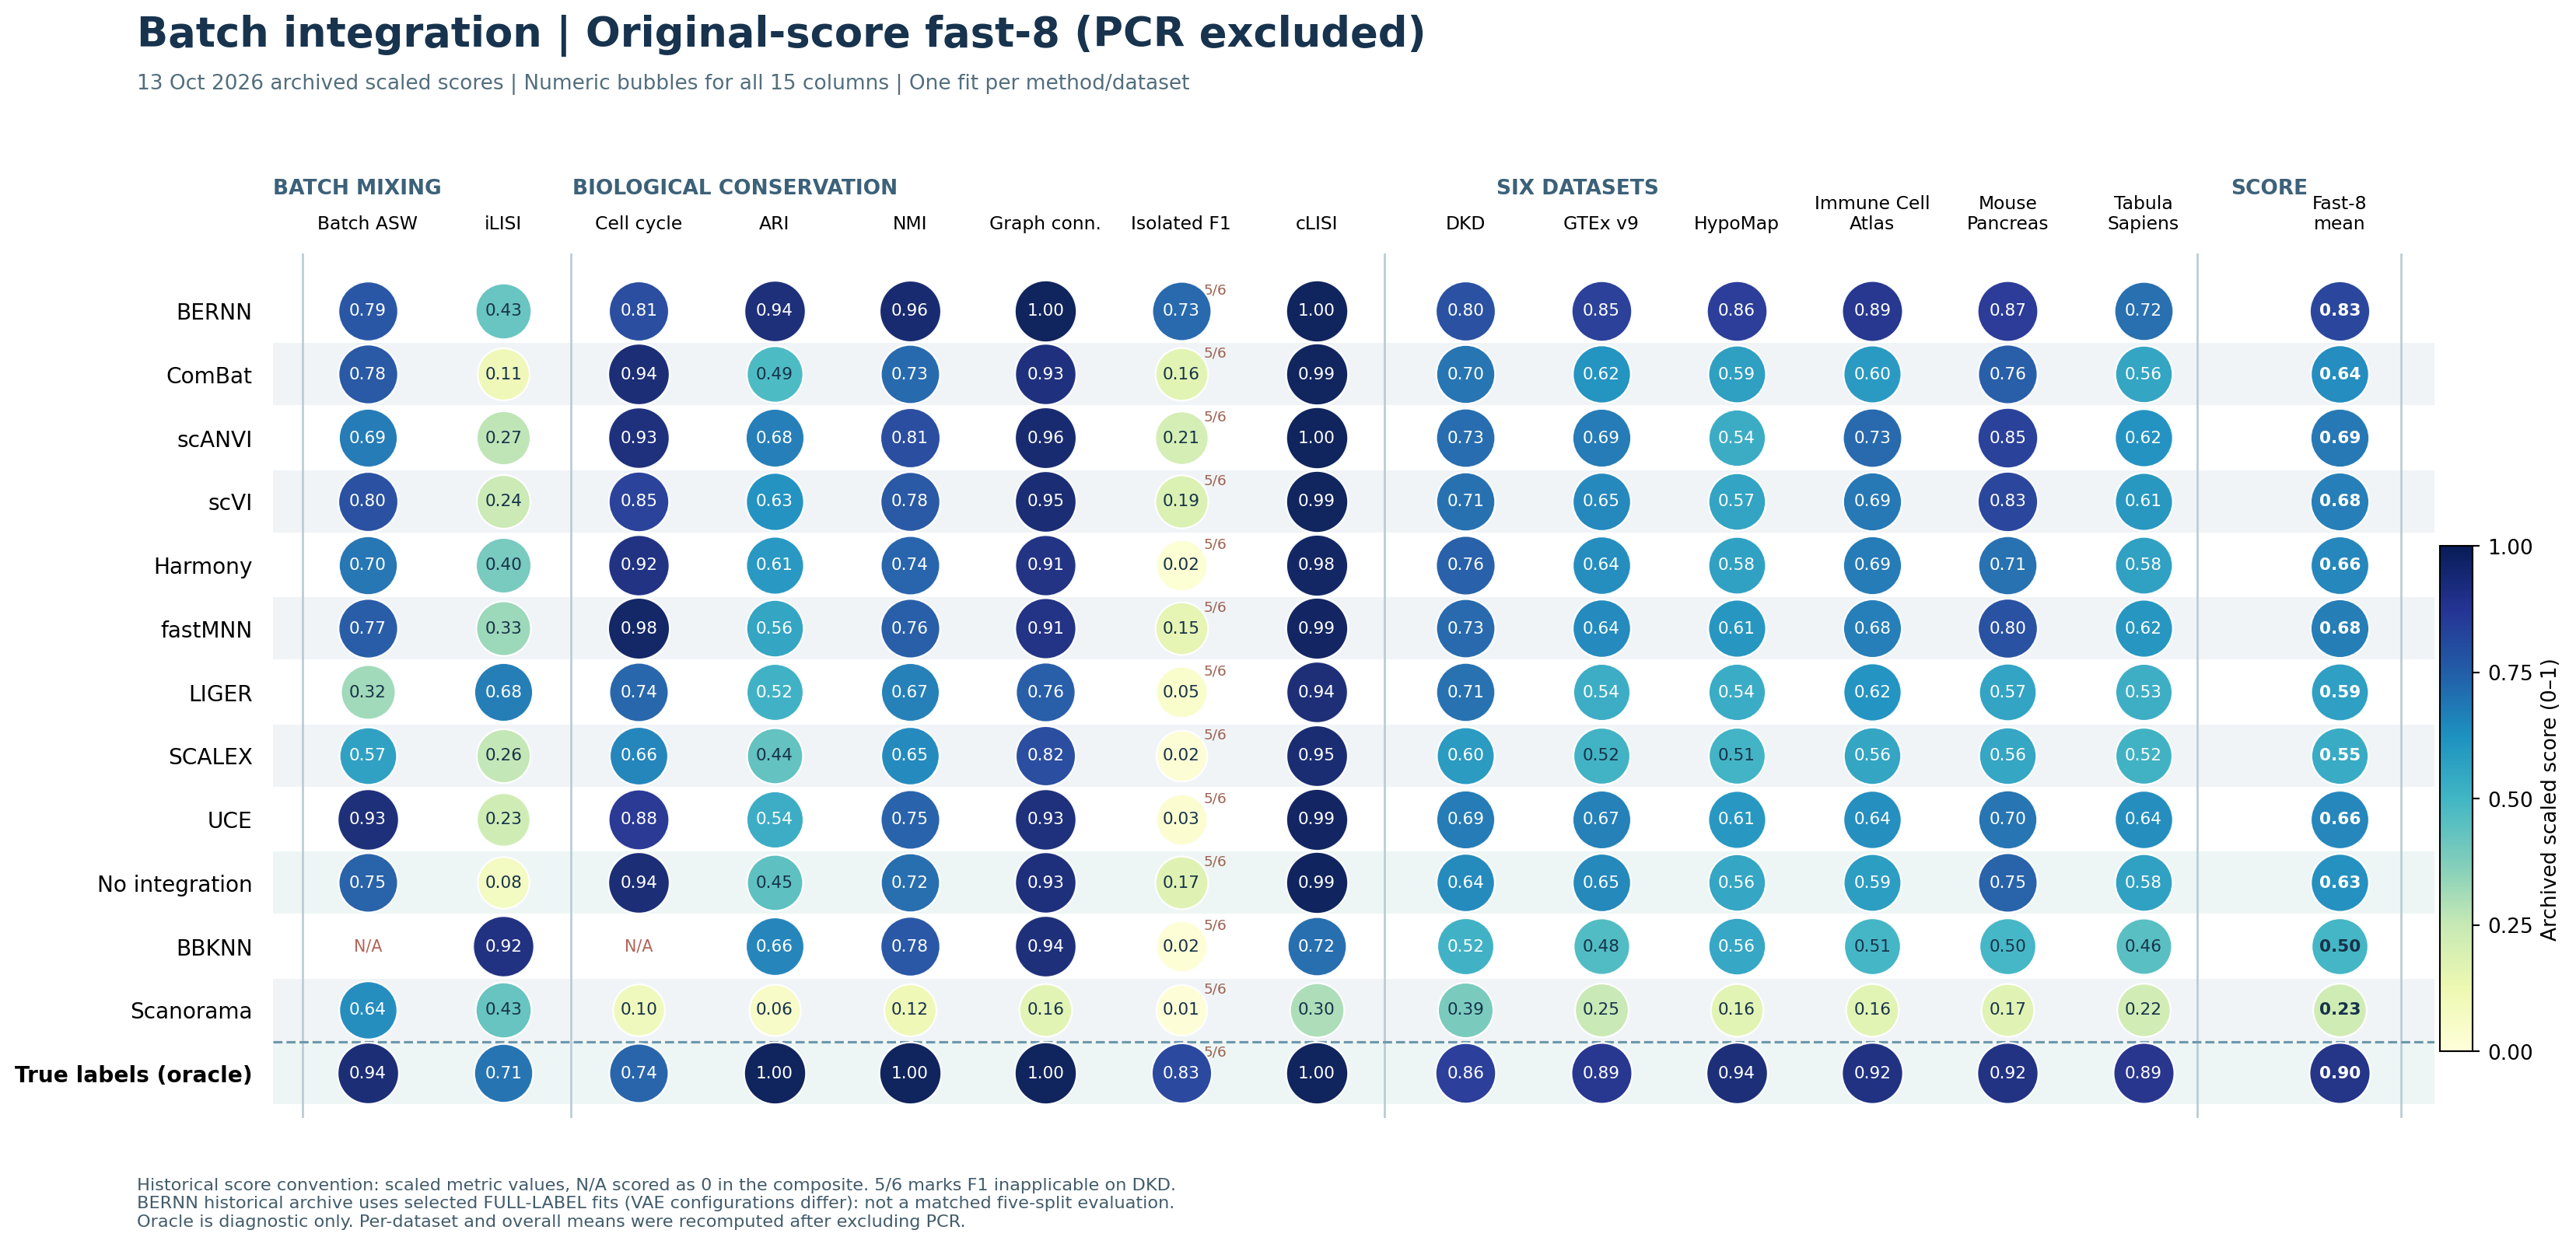 Batch integration | Original-score fast-8 (PCR excluded)
13 Oct 2026 archived scaled scores | Numeric bubbles for all 15 columns | One fit per method/dataset
BATCH MIXING BIOLOGICAL CONSERVATION SIX DATASETS SCORE
Batch ASW iLISI Cell cycle ARI NMI Graph conn. Isolated F1 cLISI DKD GTEx v9 HypoMap Immune Cell Atlas Mouse Pancreas Tabula Sapiens Fast-8 mean
BERNN 0.79 0.43 0.81 0.94 0.96 1.00 0.73 5/6 1.00 0.80 0.85 0.86 0.89 0.87 0.72 0.83
ComBat 0.78 0.11 0.94 0.49 0.73 0.93 0.16 5/6 0.99 0.70 0.62 0.59 0.60 0.76 0.56 0.64
scANVI 0.69 0.27 0.93 0.68 0.81 0.96 0.21 5/6 1.00 0.73 0.69 0.54 0.73 0.85 0.62 0.69
scVI 0.80 0.24 0.85 0.63 0.78 0.95 0.19 5/6 0.99 0.71 0.65 0.57 0.69 0.83 0.61 0.68
Harmony 0.70 0.40 0.92 0.61 0.74 0.91 0.02 5/6 0.98 0.76 0.64 0.58 0.69 0.71 0.58 0.66
fastMNN 0.77 0.33 0.98 0.56 0.76 0.91 0.15 5/6 0.99 0.73 0.64 0.61 0.68 0.80 0.62 0.68
LIGER 0.32 0.68 0.74 0.52 0.67 0.76 0.05 5/6 0.94 0.71 0.54 0.54 0.62 0.57 0.53 0.59
SCALEX 0.57 0.26 0.66 0.44 0.65 0.82 0.02 5/6 0.95 0.60 0.52 0.51 0.56 0.56 0.52 0.55
UCE 0.93 0.23 0.88 0.54 0.75 0.93 0.03 5/6 0.99 0.69 0.67 0.61 0.64 0.70 0.64 0.66
No integration 0.75 0.08 0.94 0.45 0.72 0.93 0.17 5/6 0.99 0.64 0.65 0.56 0.59 0.75 0.58 0.63
BBKNN N/A 0.92 N/A 0.66 0.78 0.94 0.02 5/6 0.72 0.52 0.48 0.56 0.51 0.50 0.46 0.50
Scanorama 0.64 0.43 0.10 0.06 0.12 0.16 0.01 5/6 0.30 0.39 0.25 0.16 0.16 0.17 0.22 0.23
True labels (oracle) 0.94 0.71 0.74 1.00 1.00 1.00 0.83 5/6 1.00 0.86 0.89 0.94 0.92 0.92 0.89 0.90
1.00
0.75
0.50
0.25
0.00
Archived scaled score (0–1)
Historical score convention: scaled metric values, N/A scored as 0 in the composite. 5/6 marks F1 inapplicable on DKD.
BERNN historical archive uses selected FULL-LABEL fits (VAE configurations differ): not a matched five-split evaluation.
Oracle is diagnostic only. Per-dataset and overall means were recomputed after excluding PCR.